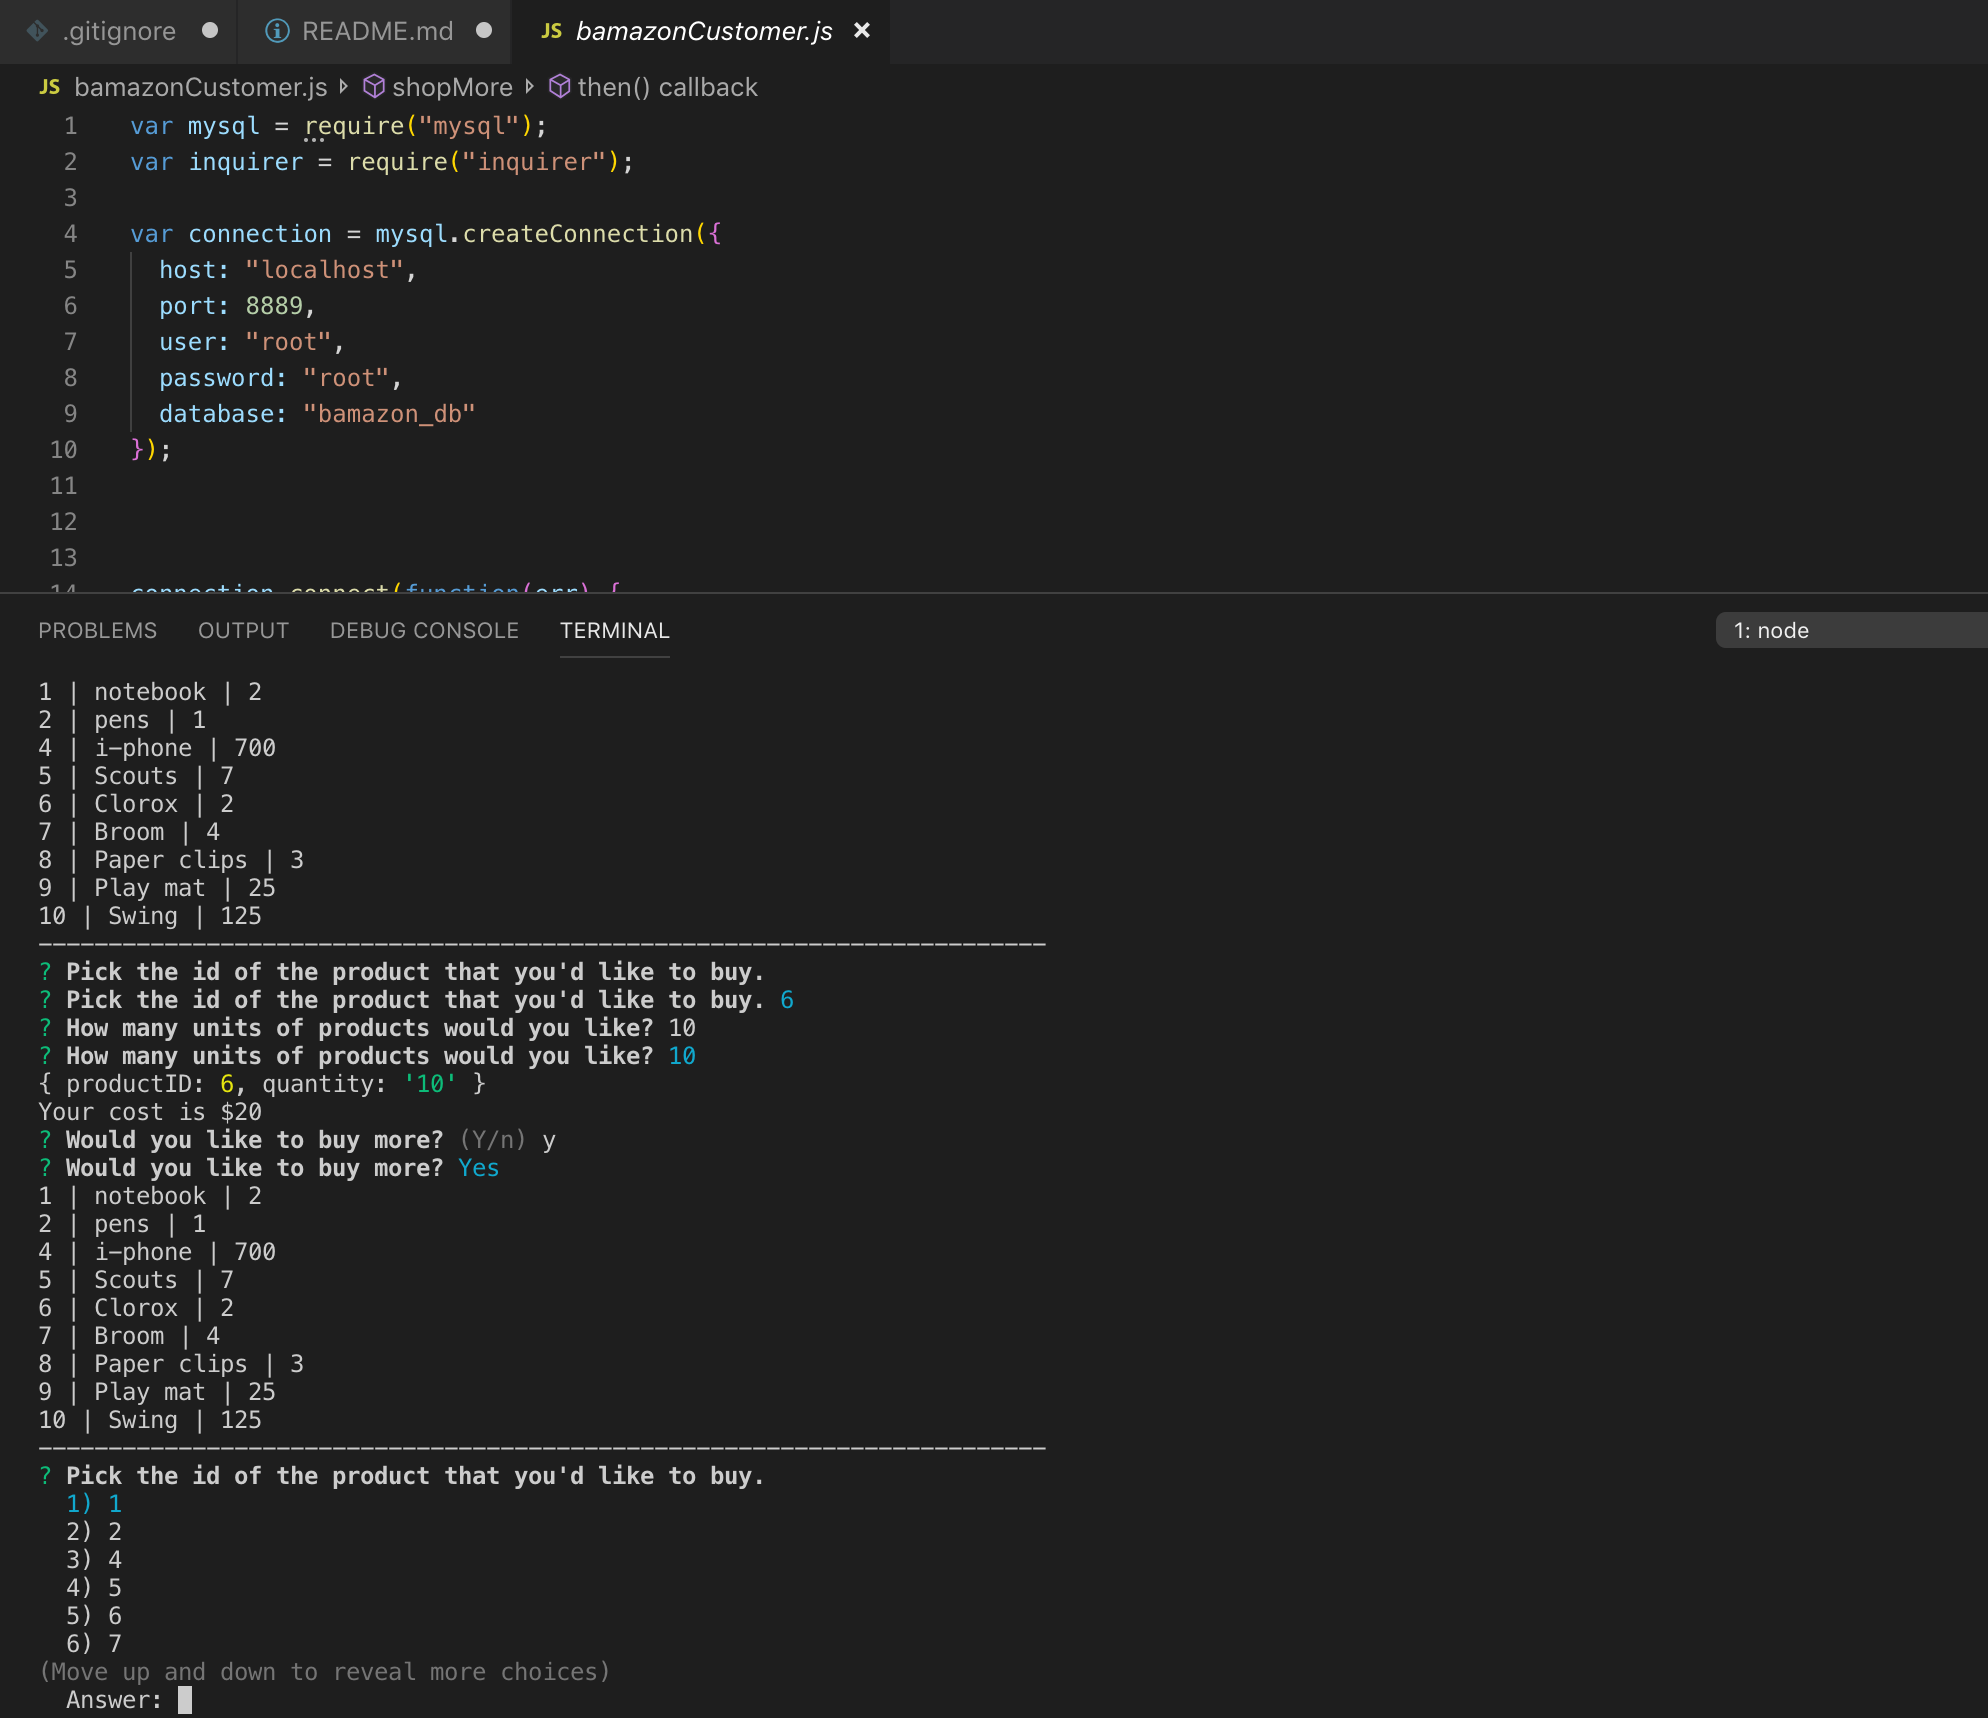 .gitignore README.md JS bamazonCustomer.js
JS bamazonCustomer.js shopMore then() callback
1 var mysql = require("mysql");
2 var inquirer = require("inquirer");
3
4 var connection = mysql.createConnection({
5 host: "localhost",
6 port: 8889,
7 user: "root",
8 password: "root",
9 database: "bamazon_db"
10 });
11
12
13
14 connection.connect(function(err) {
PROBLEMS OUTPUT DEBUG CONSOLE TERMINAL 1: node
1 | notebook | 2
2 | pens | 1
4 | i-phone | 700
5 | Scouts | 7
6 | Clorox | 2
7 | Broom | 4
8 | Paper clips | 3
9 | Play mat | 25
10 | Swing | 125
------------------------------------------------------------------------
? Pick the id of the product that you'd like to buy.
? Pick the id of the product that you'd like to buy. 6
? How many units of products would you like? 10
? How many units of products would you like? 10
{ productID: 6, quantity: '10' }
Your cost is $20
? Would you like to buy more? (Y/n) y
? Would you like to buy more? Yes
1 | notebook | 2
2 | pens | 1
4 | i-phone | 700
5 | Scouts | 7
6 | Clorox | 2
7 | Broom | 4
8 | Paper clips | 3
9 | Play mat | 25
10 | Swing | 125
------------------------------------------------------------------------
? Pick the id of the product that you'd like to buy.
1) 1
2) 2
3) 4
4) 5
5) 6
6) 7
(Move up and down to reveal more choices)
Answer: